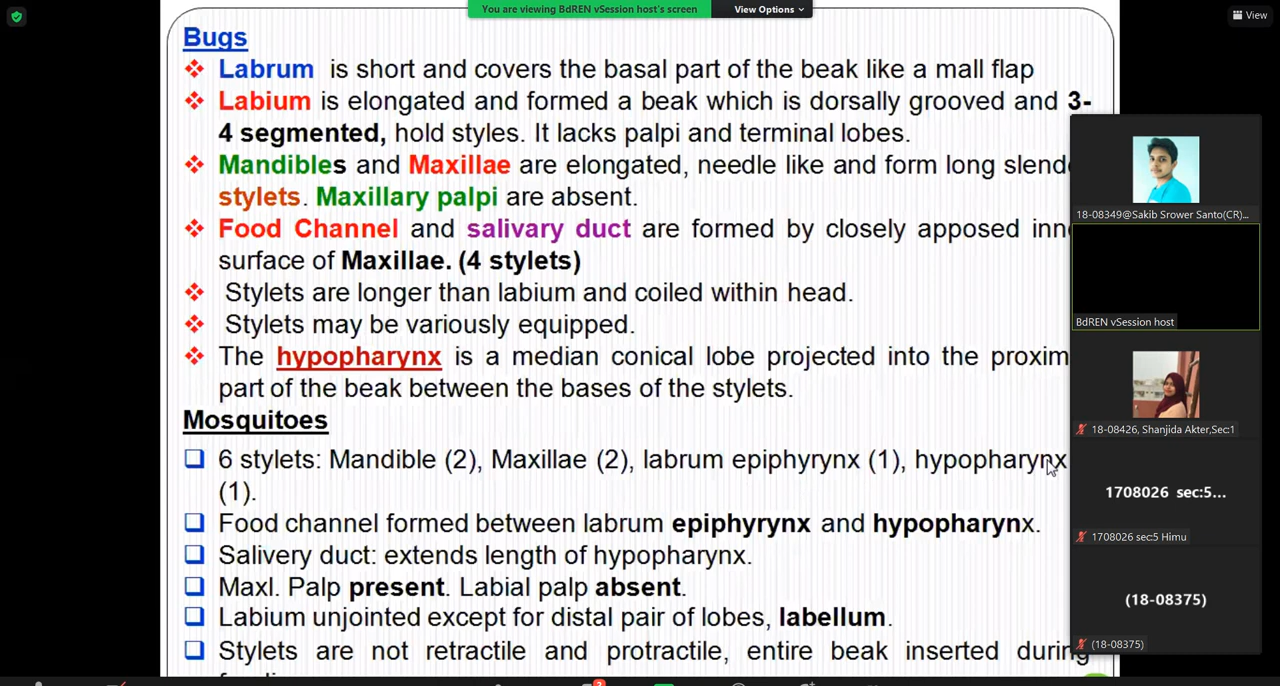 You are viewing BdREN vSession host's screen
View Options
View
Bugs
Labrum is short and covers the basal part of the beak like a mall flap
Labium is elongated and formed a beak which is dorsally grooved and 3-
4 segmented, hold styles. It lacks palpi and terminal lobes.
Mandibles and Maxillae are elongated, needle like and form long slend
stylets. Maxillary palpi are absent.
Food Channel and salivary duct are formed by closely apposed inn
surface of Maxillae. (4 stylets)
Stylets are longer than labium and coiled within head.
Stylets may be variously equipped.
The hypopharynx is a median conical lobe projected into the proxim
part of the beak between the bases of the stylets.
Mosquitoes
6 stylets: Mandible (2), Maxillae (2), labrum epiphyrynx (1), hypopharynx
(1).
Food channel formed between labrum epiphyrynx and hypopharynx.
Salivery duct: extends length of hypopharynx.
Maxl. Palp present. Labial palp absent.
Labium unjointed except for distal pair of lobes, labellum.
Stylets are not retractile and protractile, entire beak inserted during
18-08349@Sakib Srower Santo(CR)...
BdREN vSession host
18-08426, Shanjida Akter,Sec:1
1708026 sec:5...
1708026 sec:5 Himu
(18-08375)
(18-08375)